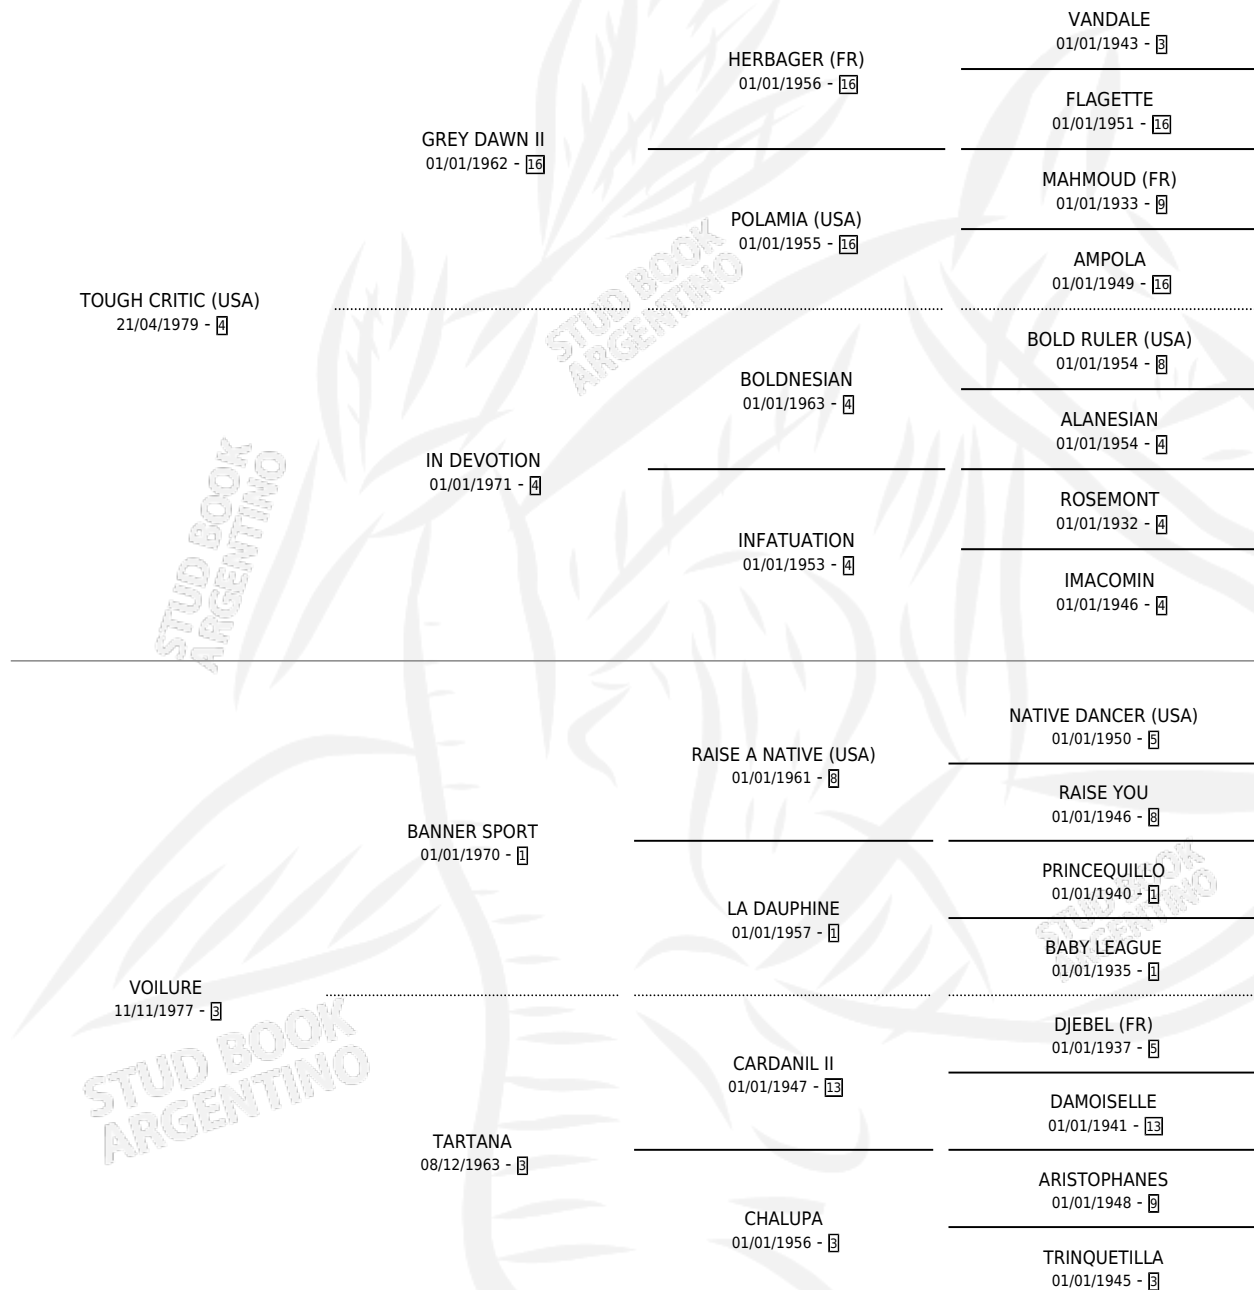 VANDALE
01/01/1943 - 3
HERBAGER (FR)
01/01/1956 - 16
FLAGETTE
01/01/1951 - 16
GREY DAWN II
01/01/1962 - 16
MAHMOUD (FR)
01/01/1933 - 9
POLAMIA (USA)
01/01/1955 - 16
AMPOLA
01/01/1949 - 16
TOUGH CRITIC (USA)
21/04/1979 - 4
BOLD RULER (USA)
01/01/1954 - 8
BOLDNESIAN
01/01/1963 - 4
ALANESIAN
01/01/1954 - 4
IN DEVOTION
01/01/1971 - 4
ROSEMONT
01/01/1932 - 4
INFATUATION
01/01/1953 - 4
IMACOMIN
01/01/1946 - 4
NATIVE DANCER (USA)
01/01/1950 - 5
RAISE A NATIVE (USA)
01/01/1961 - 8
RAISE YOU
01/01/1946 - 8
BANNER SPORT
01/01/1970 - 1
PRINCEQUILLO
01/01/1940 - 1
LA DAUPHINE
01/01/1957 - 1
BABY LEAGUE
01/01/1935 - 1
VOILURE
11/11/1977 - 3
DJEBEL (FR)
01/01/1937 - 5
CARDANIL II
01/01/1947 - 13
DAMOISELLE
01/01/1941 - 13
TARTANA
08/12/1963 - 3
ARISTOPHANES
01/01/1948 - 9
CHALUPA
01/01/1956 - 3
TRINQUETILLA
01/01/1945 - 3
STUD BOOK
ARGENTINO
STUD BOOK
ARGENTINO
STUD BOOK
ARGENTINO
STUD BOOK
ARGENTINO